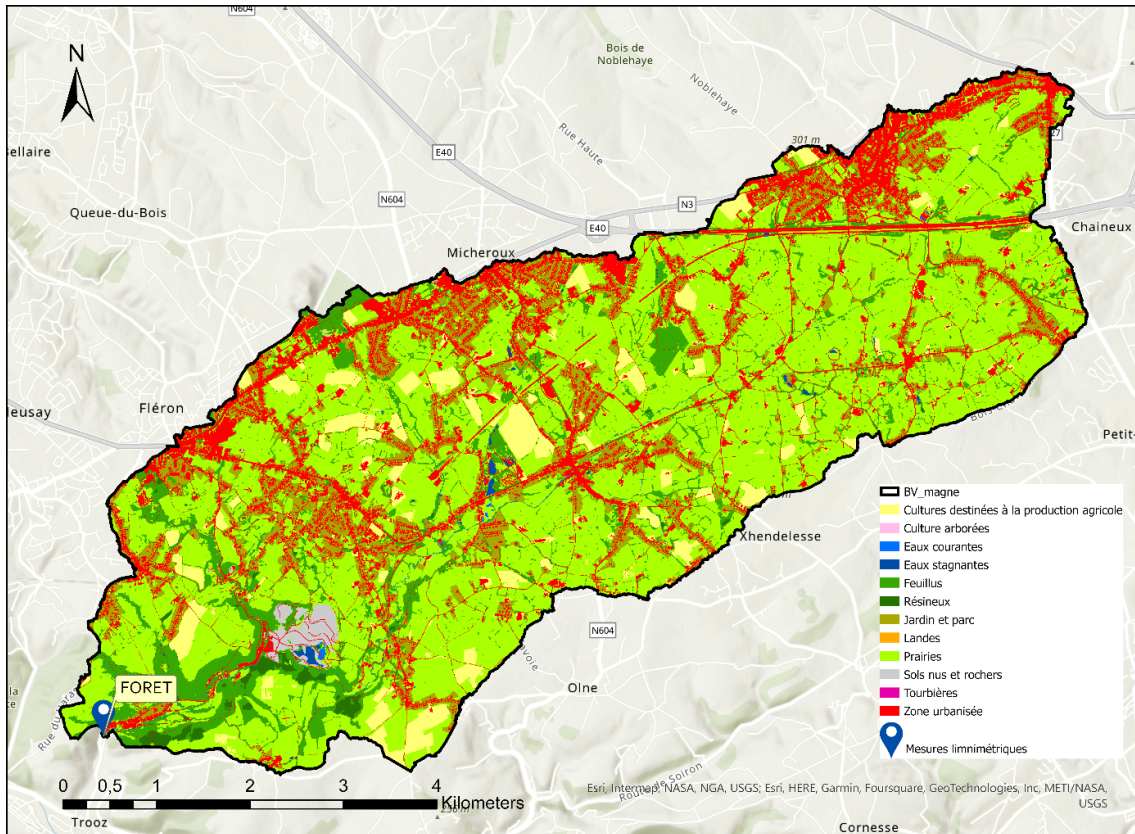 N604
N
Bois de
Noblehaye
Noblehaye
Rue Haute
301 m
E40
N604
N3
E40
Queue-du-Bois
Micheroux
Chaineux
Fléron
Xhendelesse
N604
Olne
FORET
BV_magne
Cultures destinées à la production agricole
Culture arborées
Eaux courantes
Eaux stagnantes
Feuillus
Résineux
Jardin et parc
Landes
Prairies
Sols nus et rochers
Tourbières
Zone urbanisée
Mesures limnimétriques
0 0,5 1 2 3 4
Kilometers
Trooz
Route de Soiron
Cornesse
Esri, Intermap, NASA, NGA, USGS; Esri, HERE, Garmin, Foursquare, GeoTechnologies, Inc, METI/NASA,
USGS